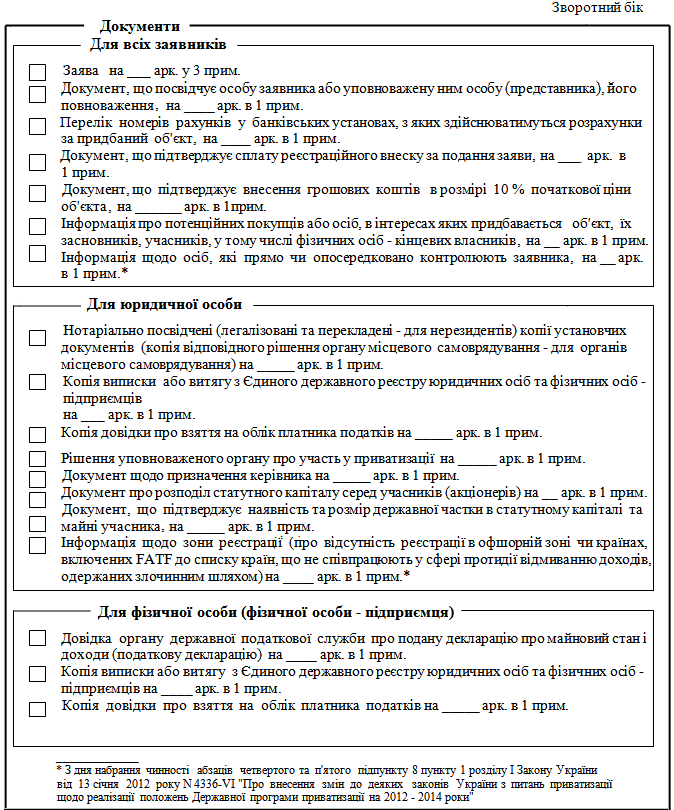 Зворотний бік
Документи
Для всіх заявників
Заява на ___ арк. у 3 прим.
Документ, що посвідчує особу заявника або уповноважену ним особу (представника), його
повноваження, на ____ арк. в 1 прим.
Перелік номерів рахунків у банківських установах, з яких здійснюватимуться розрахунки
за придбаний об'єкт, на ____ арк. в 1 прим.
Документ, що підтверджує сплату реєстраційного внеску за подання заяви, на ___ арк. в
1 прим.
Документ, що підтверджує внесення грошових коштів в розмірі 10 % початкової ціни
об'єкта, на ______ арк. в 1прим.
Інформація про потенційних покупців або осіб, в інтересах яких придбавається об'єкт, їх
засновників, учасників, у тому числі фізичних осіб - кінцевих власників, на __ арк. в 1 прим.
Інформація щодо осіб, які прямо чи опосередковано контролюють заявника, на __ арк.
в 1 прим.*
Для юридичної особи
Нотаріально посвідчені (легалізовані та перекладені - для нерезидентів) копії установчих
документів (копія відповідного рішення органу місцевого самоврядування - для органів
місцевого самоврядування) на _____ арк. в 1 прим.
Копія виписки або витягу з Єдиного державного реєстру юридичних осіб та фізичних осіб -
підприємців
на ___ арк. в 1 прим.
Копія довідки про взяття на облік платника податків на _____ арк. в 1 прим.
Рішення уповноваженого органу про участь у приватизації на _____ арк. в 1 прим.
Документ щодо призначення керівника на _____ арк. в 1 прим.
Документ про розподіл статутного капіталу серед учасників (акціонерів) на __ арк. в 1 прим.
Документ, що підтверджує наявність та розмір державної частки в статутному капіталі та
майні учасника, на _____ арк. в 1 прим.
Інформація щодо зони реєстрації (про відсутність реєстрації в офшорній зоні чи країнах,
включених FATF до списку країн, що не співпрацюють у сфері протидії відмиванню доходів,
одержаних злочинним шляхом) на ____ арк. в 1 прим.*
Для фізичної особи (фізичної особи - підприємця)
Довідка органу державної податкової служби про подану декларацію про майновий стан і
доходи (податкову декларацію) на ____ арк. в 1 прим.
Копія виписки або витягу з Єдиного державного реєстру юридичних осіб та фізичних осіб -
підприємців на ____ арк. в 1 прим.
Копія довідки про взяття на облік платника податків на _____ арк. в 1 прим.
* З дня набрання чинності абзаців четвертого та п'ятого підпункту 8 пункту 1 розділу І Закону України
від 13 січня 2012 року N 4336-VI "Про внесення змін до деяких законів України з питань приватизації
щодо реалізації положень Державної програми приватизації на 2012 - 2014 роки"